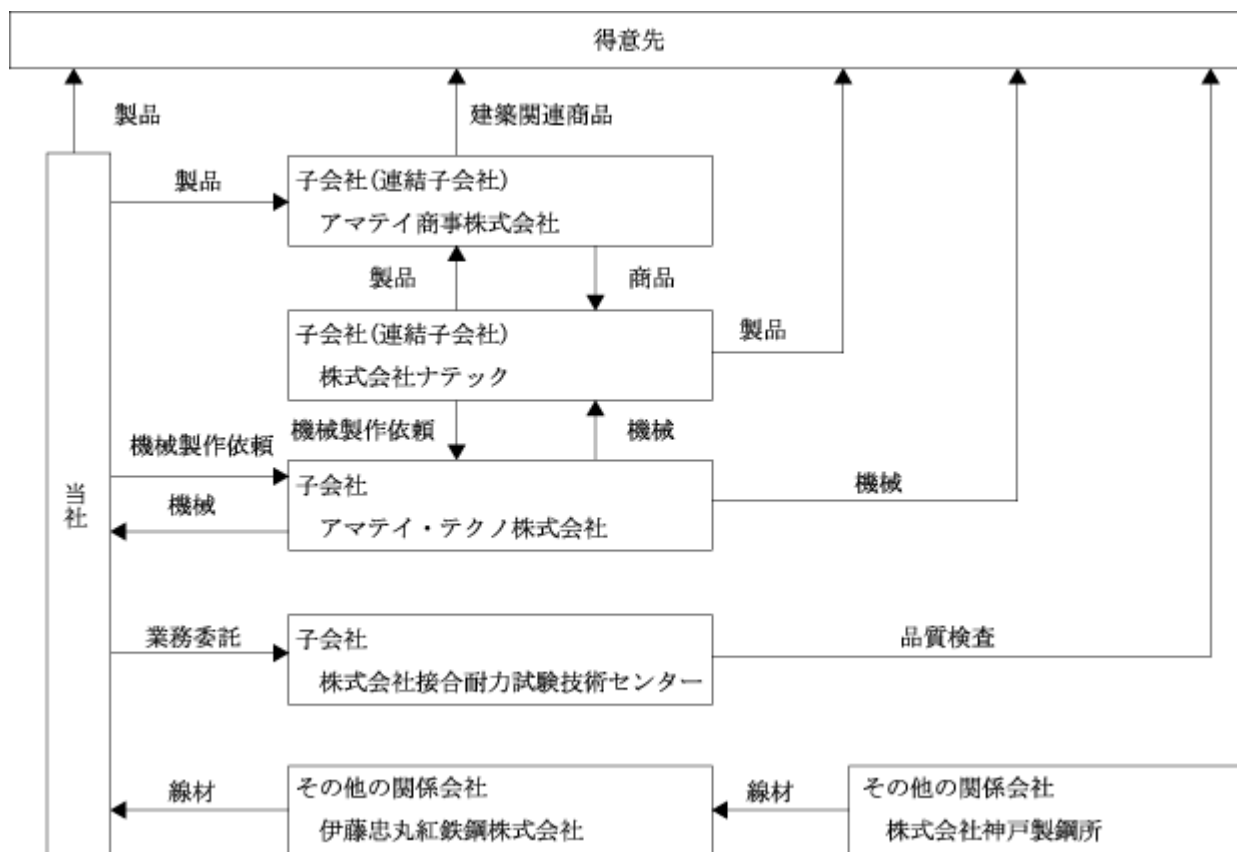 得意先
製品
建築関連商品
製品
子会社(連結子会社)
アマテイ商事株式会社
製品
商品
子会社(連結子会社)
株式会社ナテック
製品
機械製作依頼
機械製作依頼
機械
当社
子会社
アマテイ・テクノ株式会社
機械
機械
業務委託
子会社
株式会社接合耐力試験技術センター
品質検査
線材
その他の関係会社
伊藤忠丸紅鉄鋼株式会社
線材
その他の関係会社
株式会社神戸製鋼所